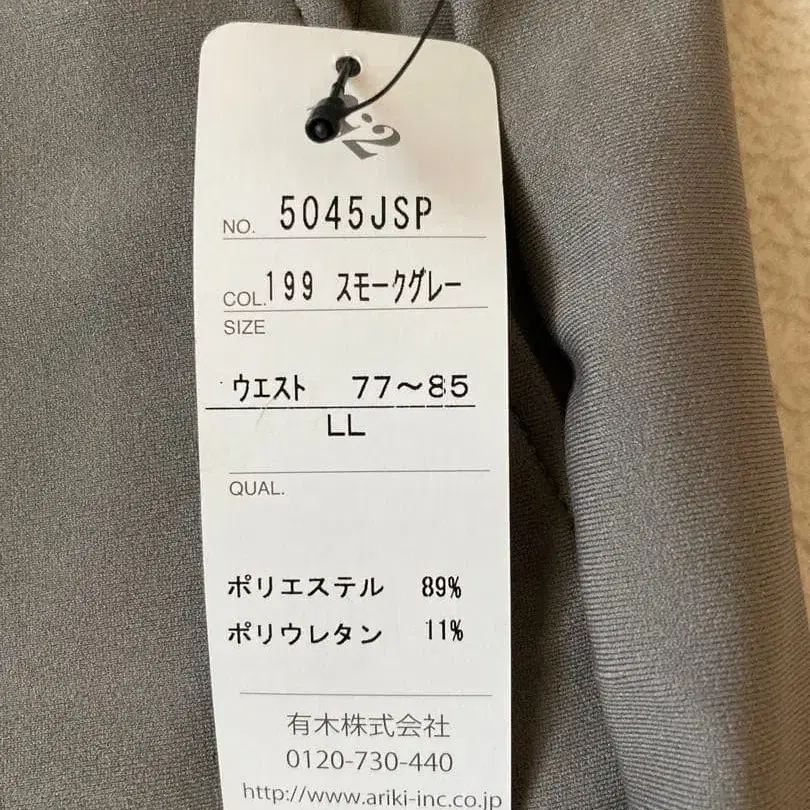 NO. 5045JSP
COL. 199 スモークグレー
SIZE
ウエスト 77〜85
LL
QUAL.
ポリエステル 89%
ポリウレタン 11%
有木株式会社
0120-730-440
http://www.ariki-inc.co.jp